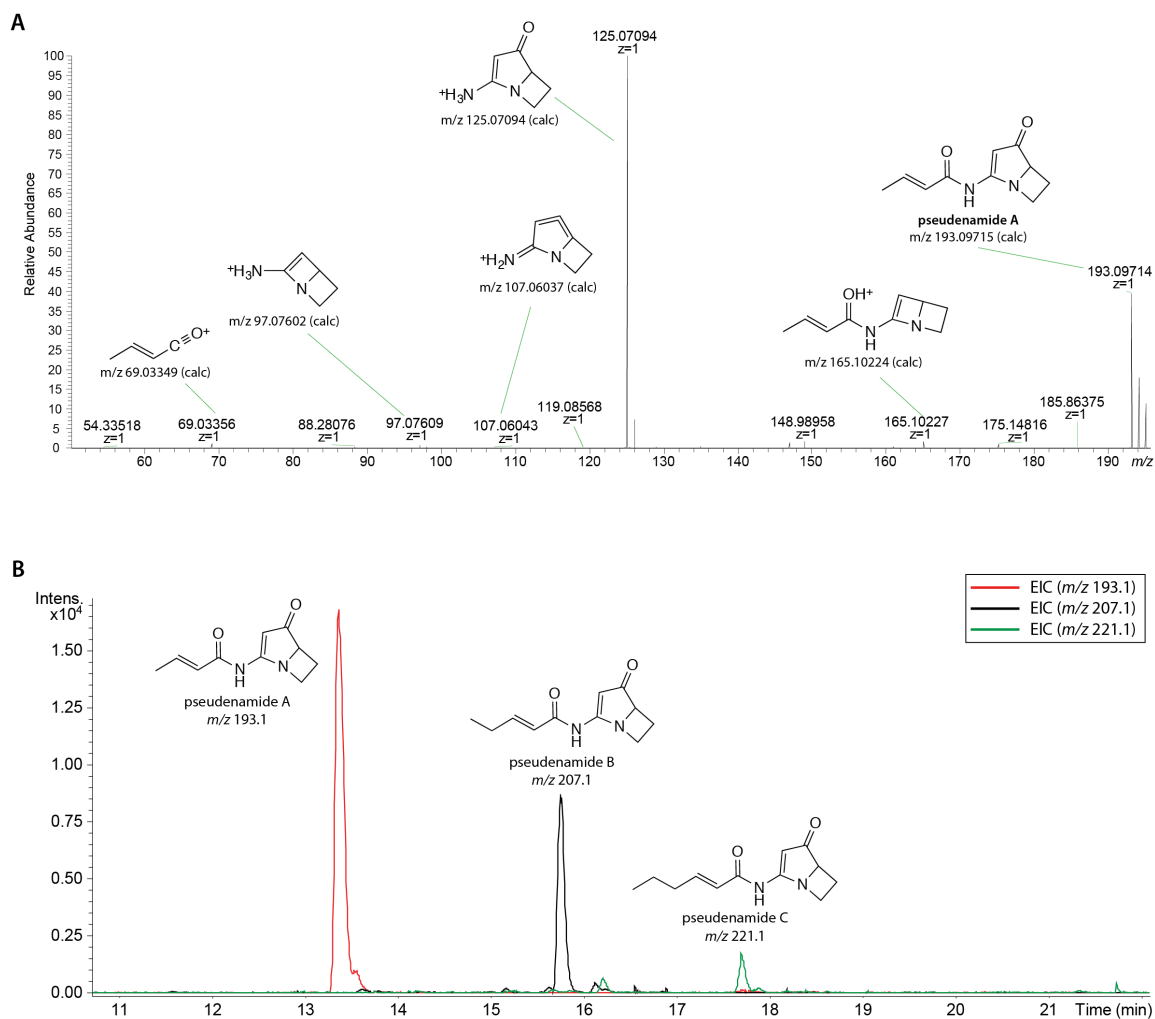 A
Relative Abundance
100
95
90
85
80
75
70
65
60
55
50
45
40
35
30
25
20
15
10
5
0
125.07094
z=1
O
N
+H3N
m/z 125.07094 (calc)
O
O
N
H
N
pseudenamide A
m/z 193.09715 (calc)
193.09714
z=1
+H2N
N
m/z 107.06037 (calc)
+H3N
N
m/z 97.07602 (calc)
OH+
N
H
N
m/z 165.10224 (calc)
C
O+
m/z 69.03349 (calc)
54.33518
z=1
69.03356
z=1
88.28076
z=1
97.07609
z=1
107.06043
z=1
119.08568
z=1
148.98958
z=1
165.10227
z=1
175.14816
z=1
185.86375
z=1
60 70 80 90 100 110 120 130 140 150 160 170 180 190 m/z
B
Intens.
x104
1.50
1.25
1.00
0.75
0.50
0.25
0.00
EIC (m/z 193.1)
EIC (m/z 207.1)
EIC (m/z 221.1)
O
O
N
H
N
pseudenamide A
m/z 193.1
O
O
N
H
N
pseudenamide B
m/z 207.1
O
O
N
H
N
pseudenamide C
m/z 221.1
11 12 13 14 15 16 17 18 19 20 21 Time (min)